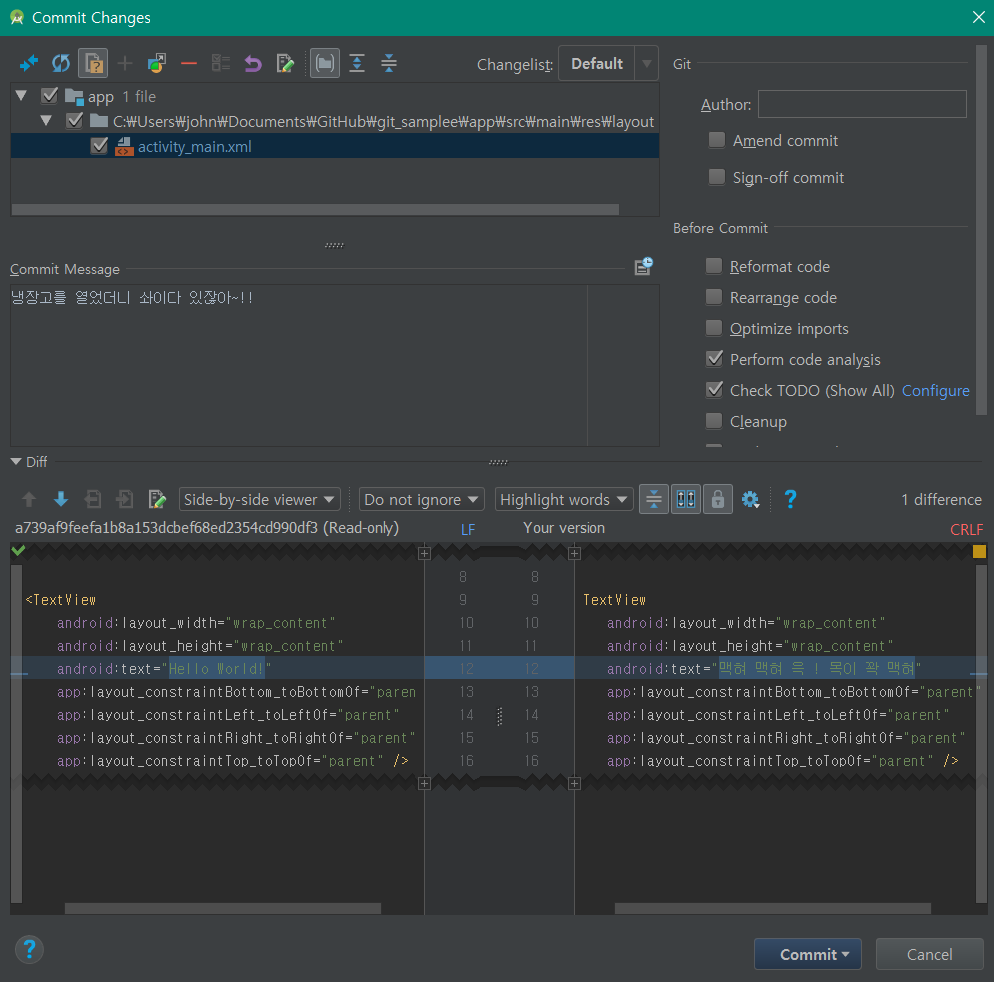 Commit Changes
Changelist: Default
Git
app 1 file
C:₩Users₩john₩Documents₩GitHub₩git_samplee₩app₩src₩main₩res₩layout
activity_main.xml
Author:
Amend commit
Sign-off commit
Before Commit
Reformat code
Rearrange code
Optimize imports
Perform code analysis
Check TODO (Show All) Configure
Cleanup
Commit Message
냉장고를 열었더니 솨이다 있잖아~!!
Diff
Side-by-side viewer Do not ignore Highlight words ? 1 difference
a739af9feefa1b8a153dcbef68ed2354cd990df3 (Read-only) LF Your version CRLF
8 8
<TextView 9 9 TextView
android:layout_width="wrap_content" 10 10 android:layout_width="wrap_content"
android:layout_height="wrap_content" 11 11 android:layout_height="wrap_content"
android:text="Hello World!" 12 12 android:text="맥혀 맥혀 윽 ! 목이 꽉 맥혀"
app:layout_constraintBottom_toBottomOf="paren 13 13 app:layout_constraintBottom_toBottomOf="parent"
app:layout_constraintLeft_toLeftOf="parent" 14 14 app:layout_constraintLeft_toLeftOf="parent"
app:layout_constraintRight_toRightOf="parent" 15 15 app:layout_constraintRight_toRightOf="parent"
app:layout_constraintTop_toTopOf="parent" /> 16 16 app:layout_constraintTop_toTopOf="parent" />
? Commit Cancel